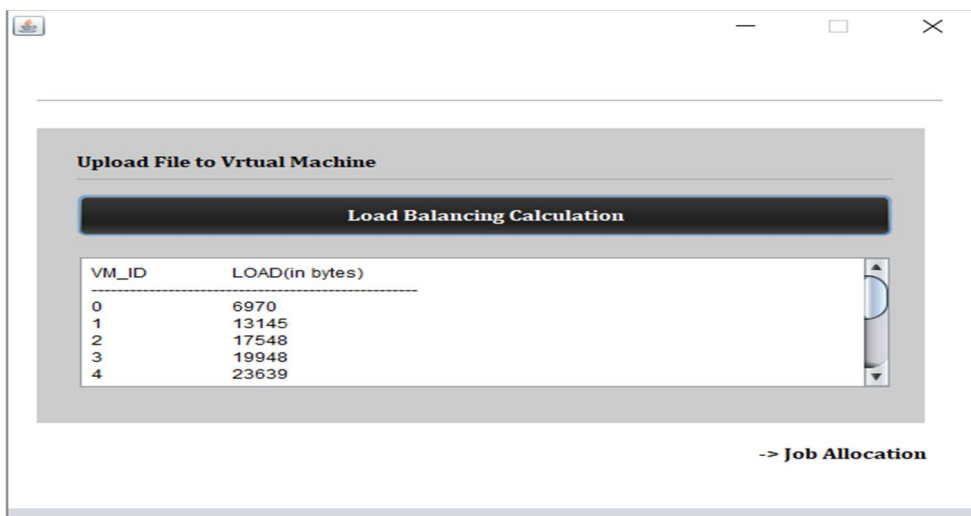 Upload File to Vrtual Machine
Load Balancing Calculation
VM_ID LOAD(in bytes)
--------------------------------------------------
0 6970
1 13145
2 17548
3 19948
4 23639
-> Job Allocation